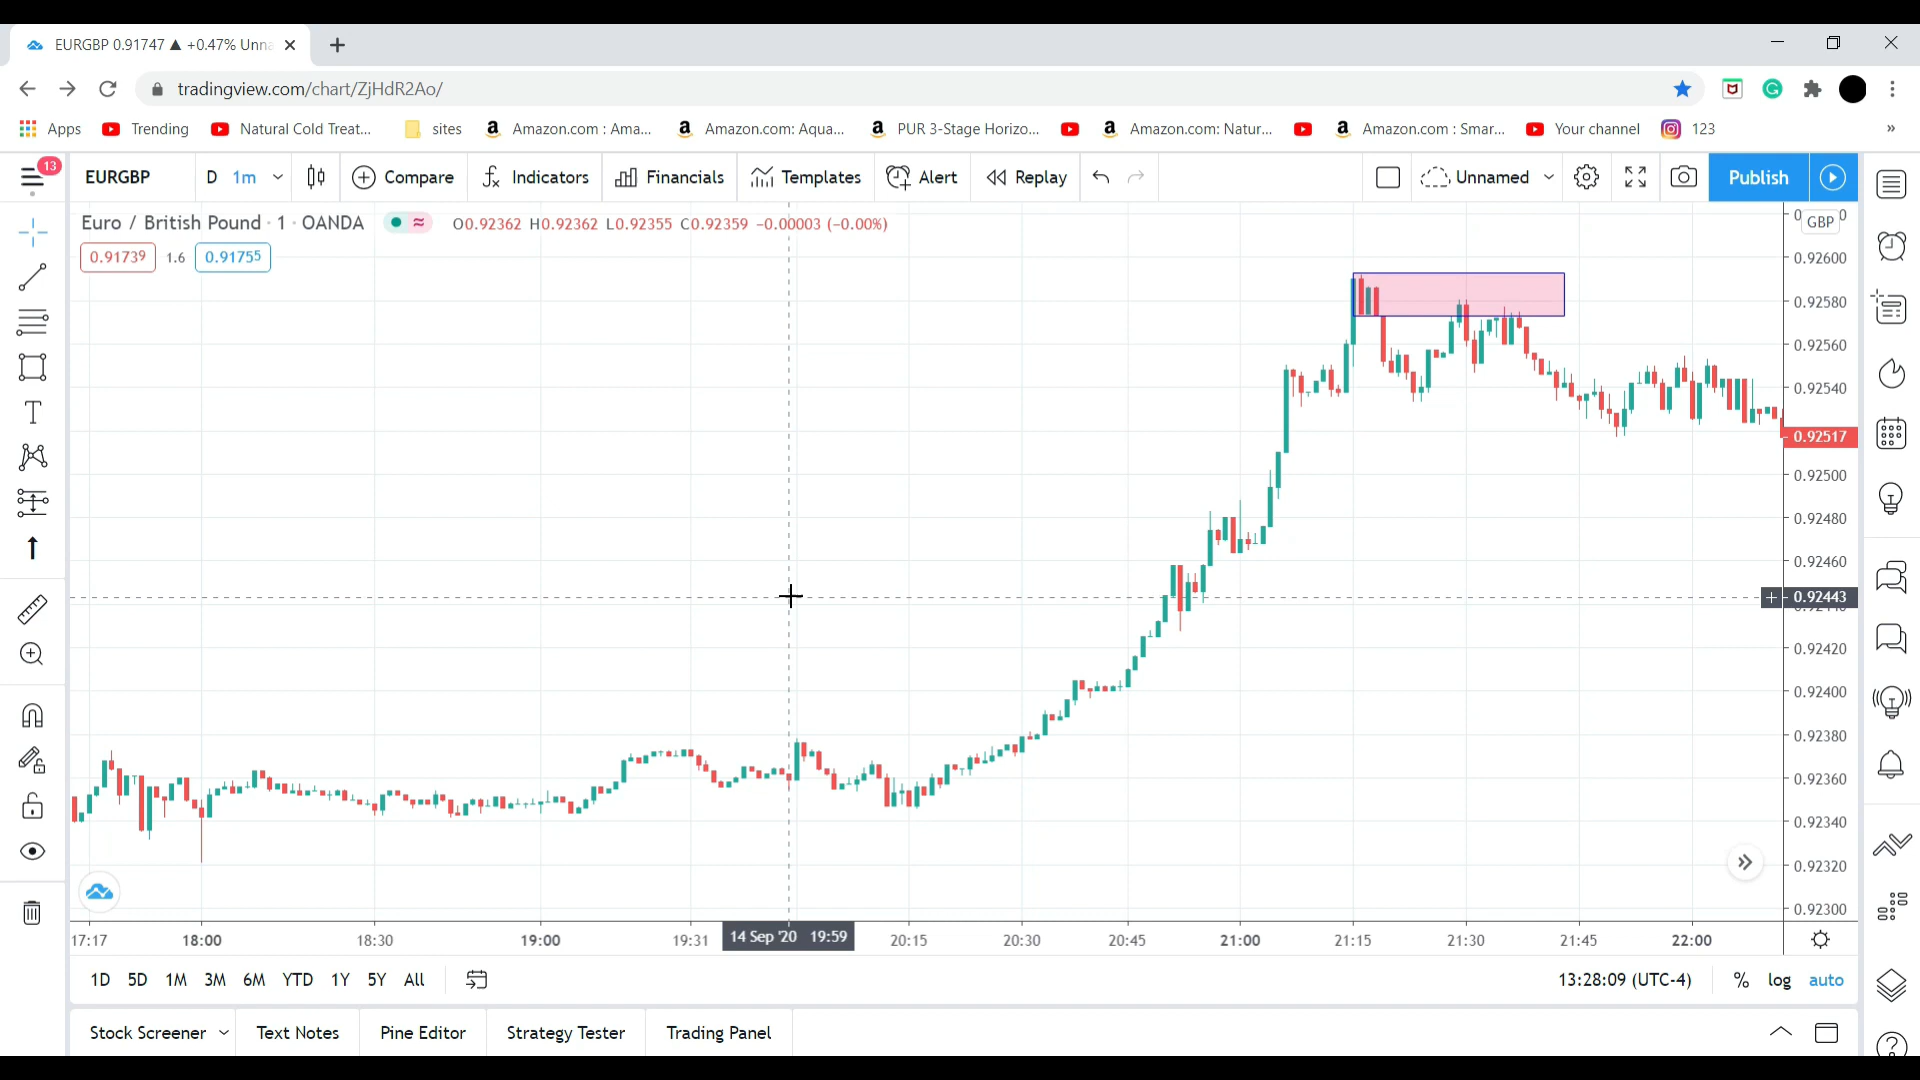 EURGBP 0.91747 ▲ +0.47% Unna
tradingview.com/chart/ZjHdR2Ao/
Apps Trending Natural Cold Treat... sites Amazon.com : Ama... Amazon.com: Aqua... PUR 3-Stage Horizo... Amazon.com: Natur... Amazon.com : Smar... Your channel 123 »
13
EURGBP D 1m Compare Indicators Financials Templates Alert Replay Unnamed Publish
Euro / British Pound · 1 · OANDA O0.92362 H0.92362 L0.92355 C0.92359 −0.00003 (−0.00%)
GBP
0.91739 1.6 0.91755
0.92600
0.92580
0.92560
0.92540
0.92517
0.92500
0.92480
0.92460
0.92443
0.92420
0.92400
0.92380
0.92360
0.92340
0.92320
0.92300
17:17 18:00 18:30 19:00 19:31 14 Sep '20 19:59 20:15 20:30 20:45 21:00 21:15 21:30 21:45 22:00
1D 5D 1M 3M 6M YTD 1Y 5Y All 13:28:09 (UTC-4) % log auto
Stock Screener Text Notes Pine Editor Strategy Tester Trading Panel